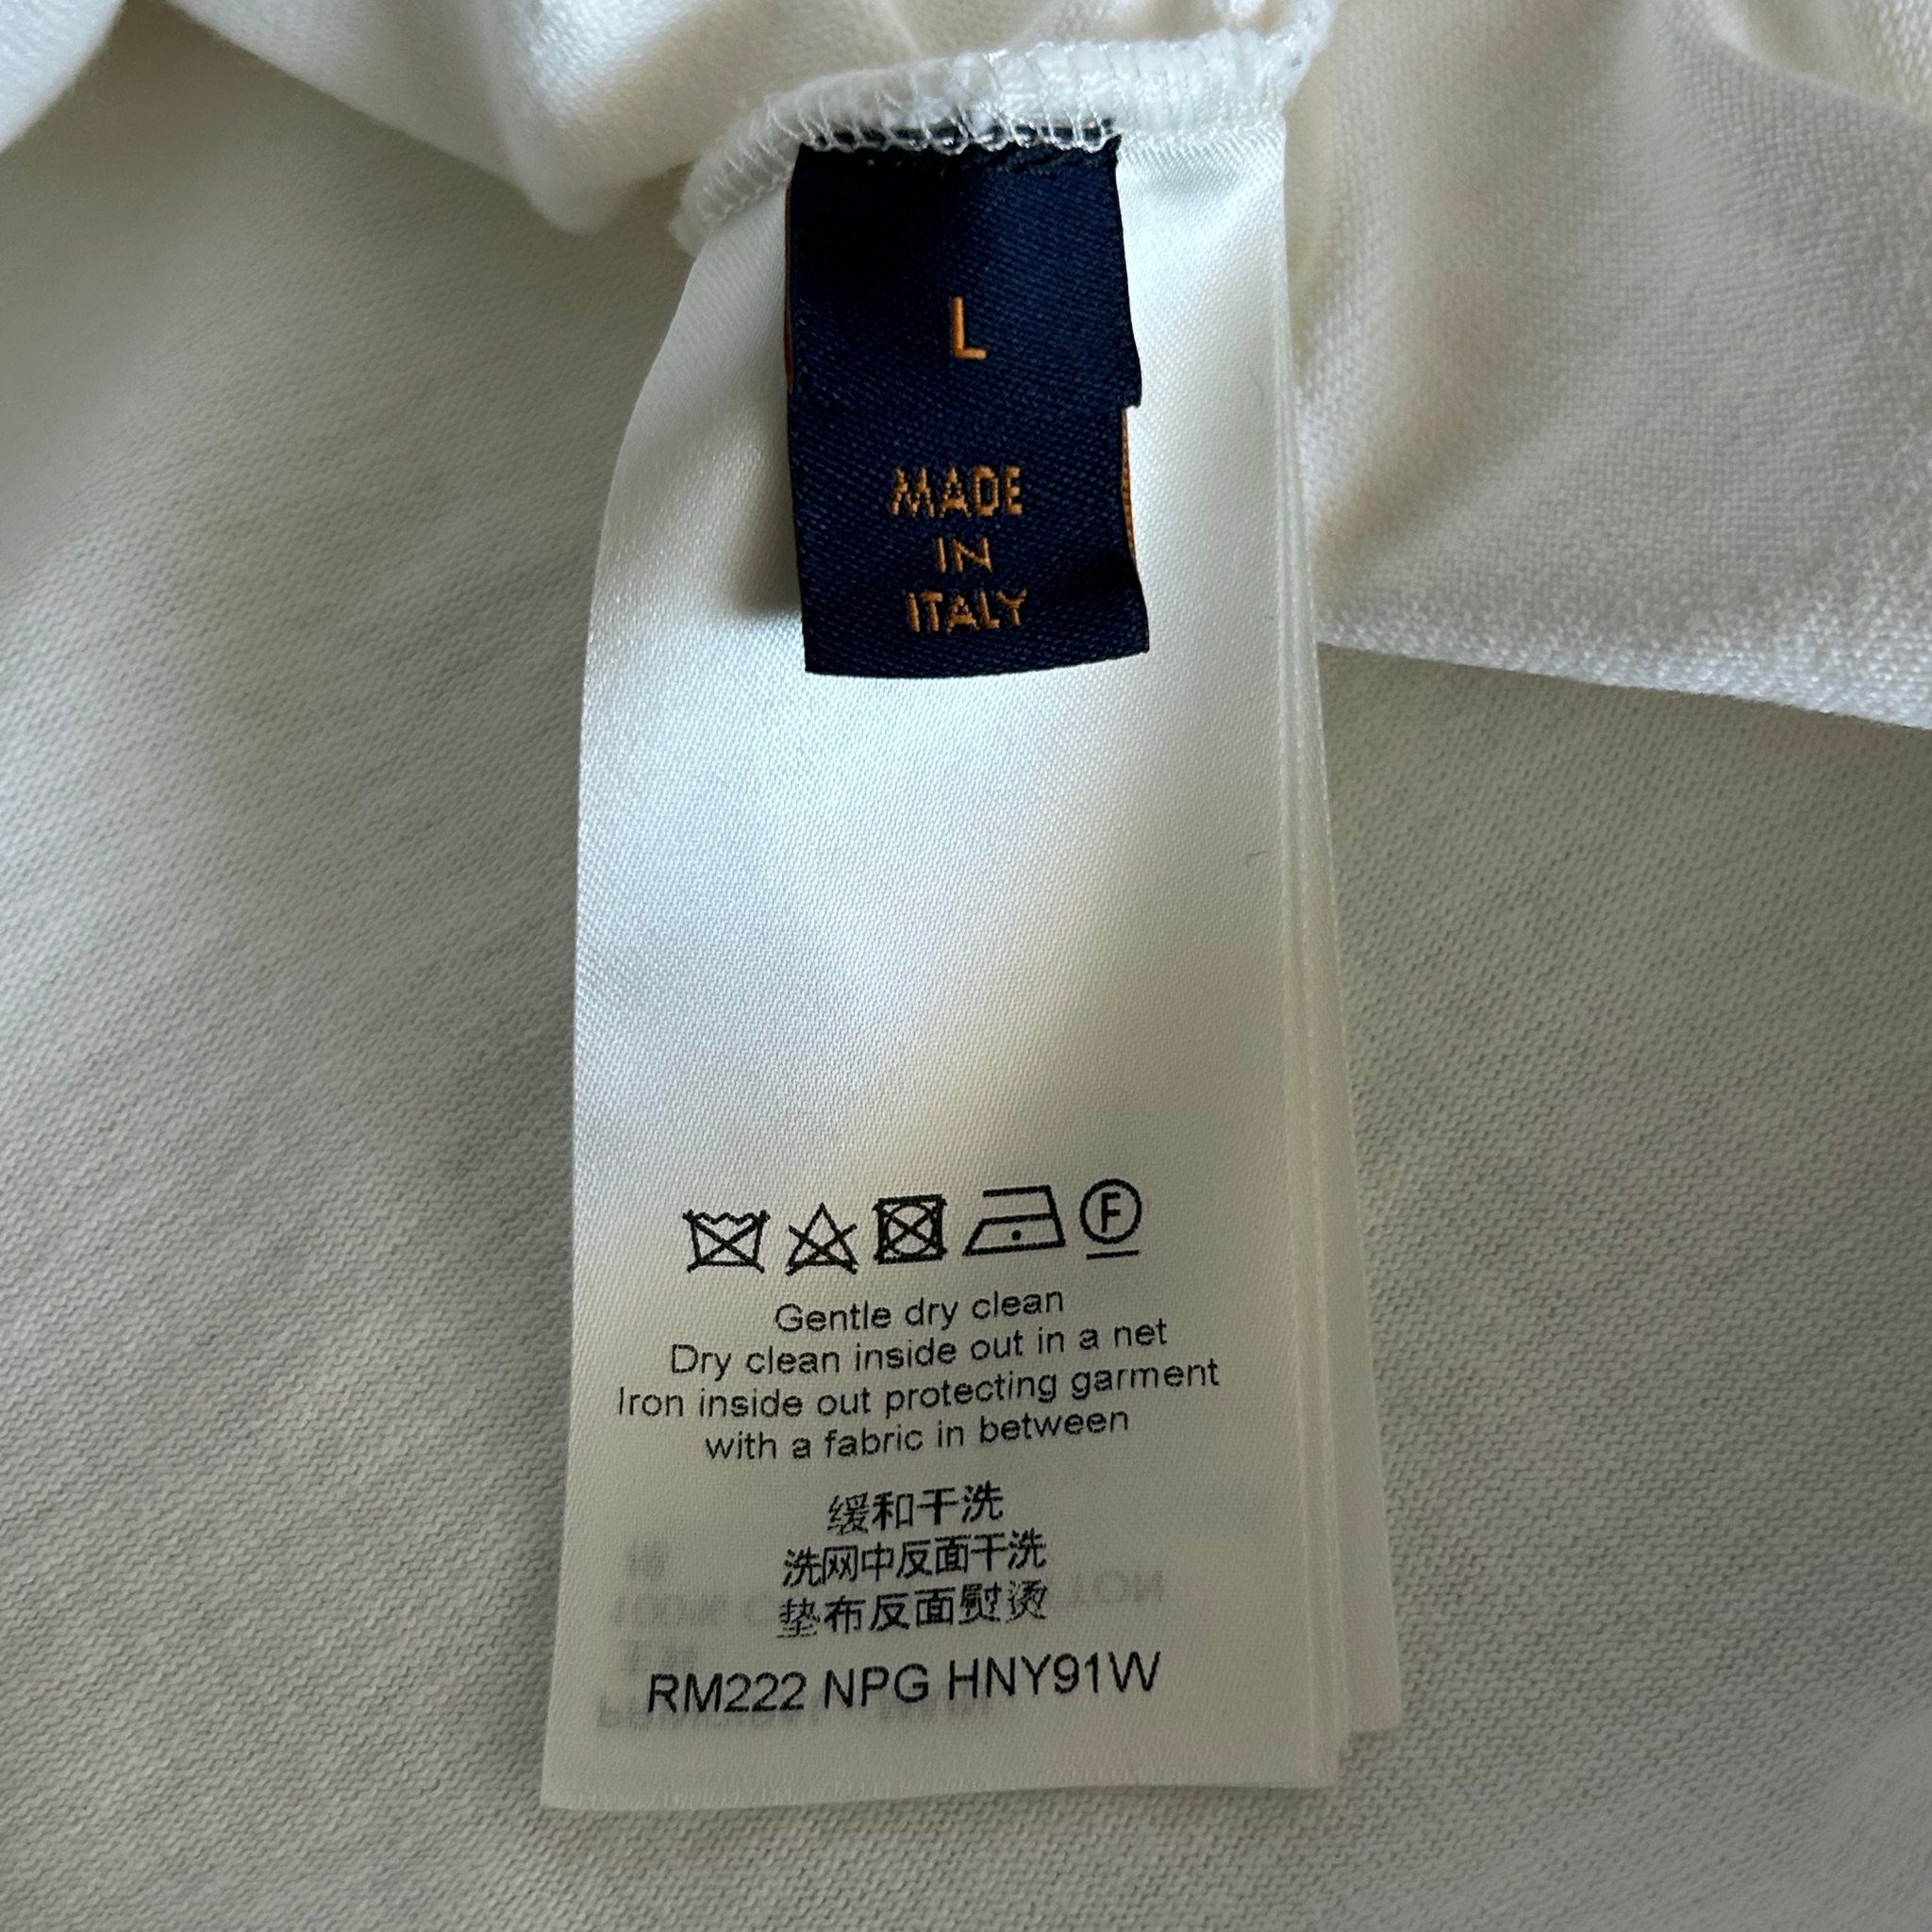 L
MADE
IN
ITALY
F
Gentle dry clean
Dry clean inside out in a net
Iron inside out protecting garment
with a fabric in between
缓和干洗
洗网中反面干洗
垫布反面熨烫
RM222 NPG HNY91W